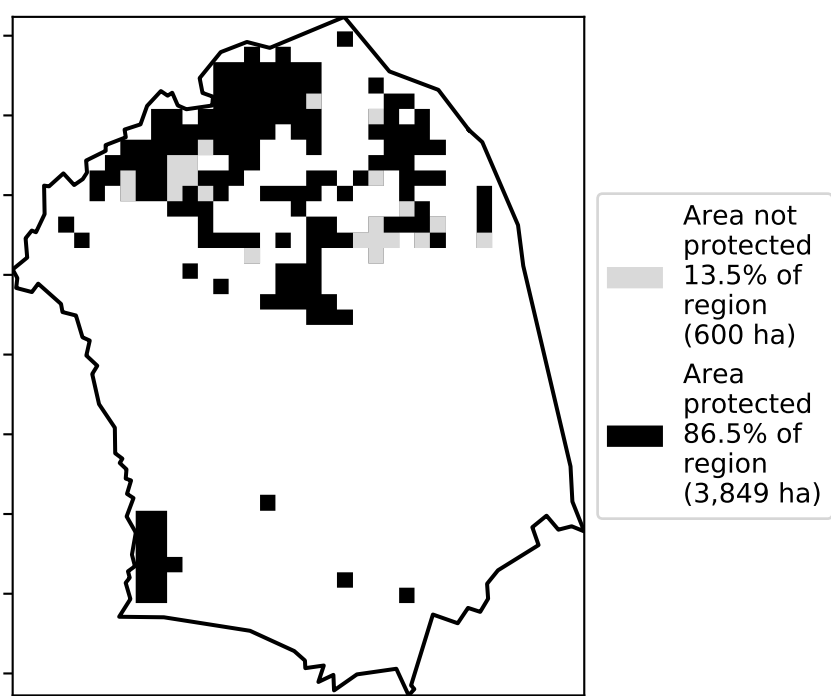 Area not
protected
13.5% of
region
(600 ha)
Area
protected
86.5% of
region
(3,849 ha)